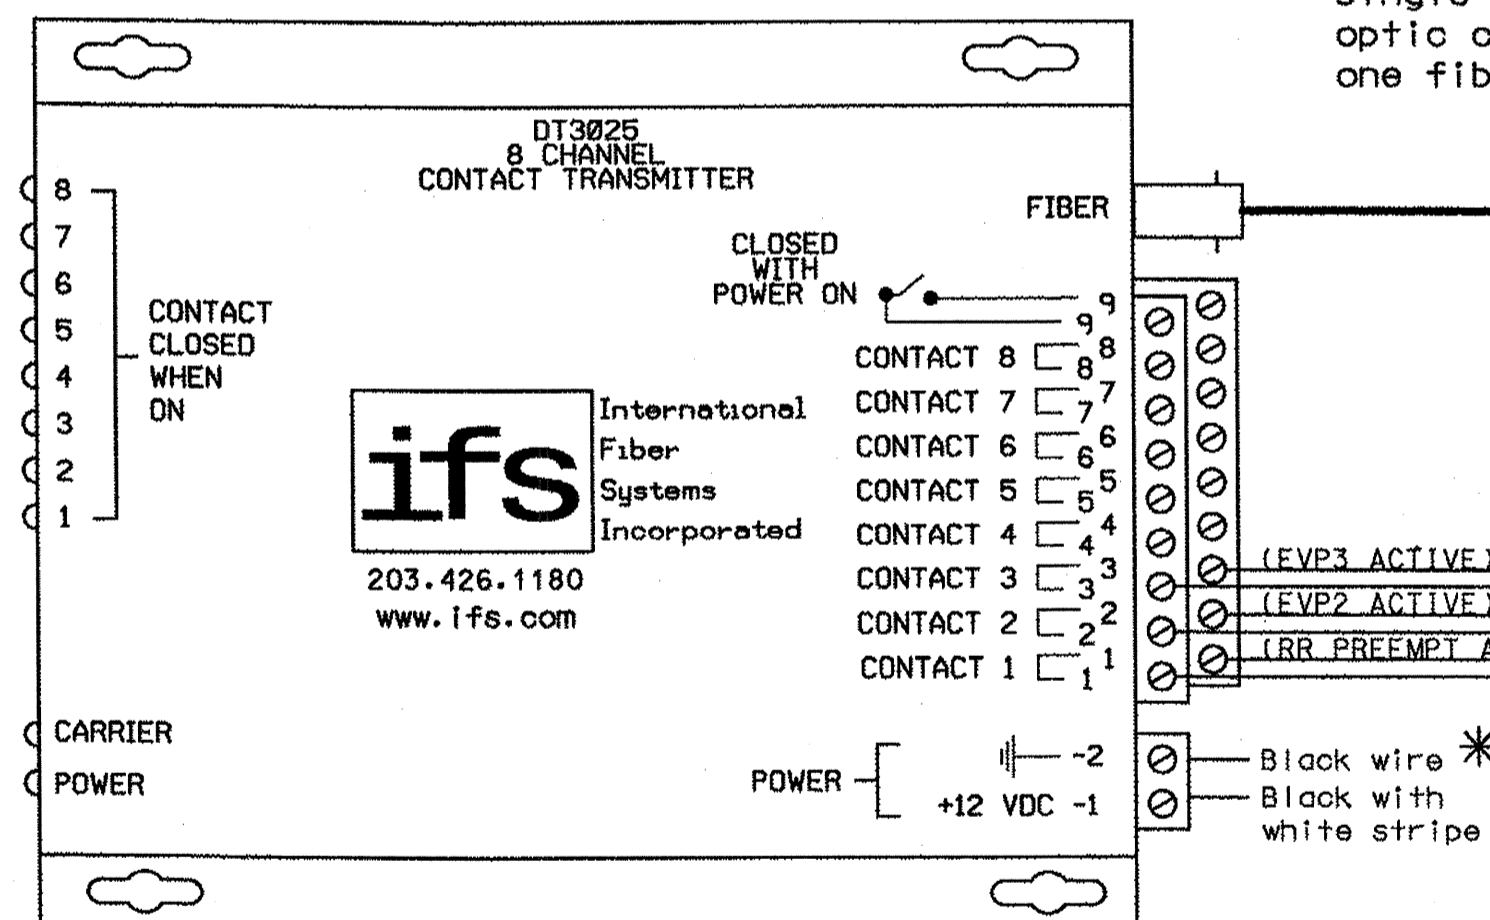 optic
one
DT3025
8 CHANNEL
CONTACT TRANSMITTER
FIBER
CLOSED
WITH
POWER ON
8
7
6
5
4
3
2
1
CONTACT
CLOSED
WHEN
ON
9
9
CONTACT 8 8 8
CONTACT 7 7 7
CONTACT 6 6 6
CONTACT 5 5 5
CONTACT 4 4 4
CONTACT 3 3 3
CONTACT 2 2 2
CONTACT 1 1 1
ifs
International
Fiber
Systems
Incorporated
203.426.1180
www.ifs.com
(EVP3 ACTIVE)
(EVP2 ACTIVE)
(RR PREEMPT A
CARRIER
POWER
POWER
-2
+12 VDC -1
Black wire *
Black with
white stripe